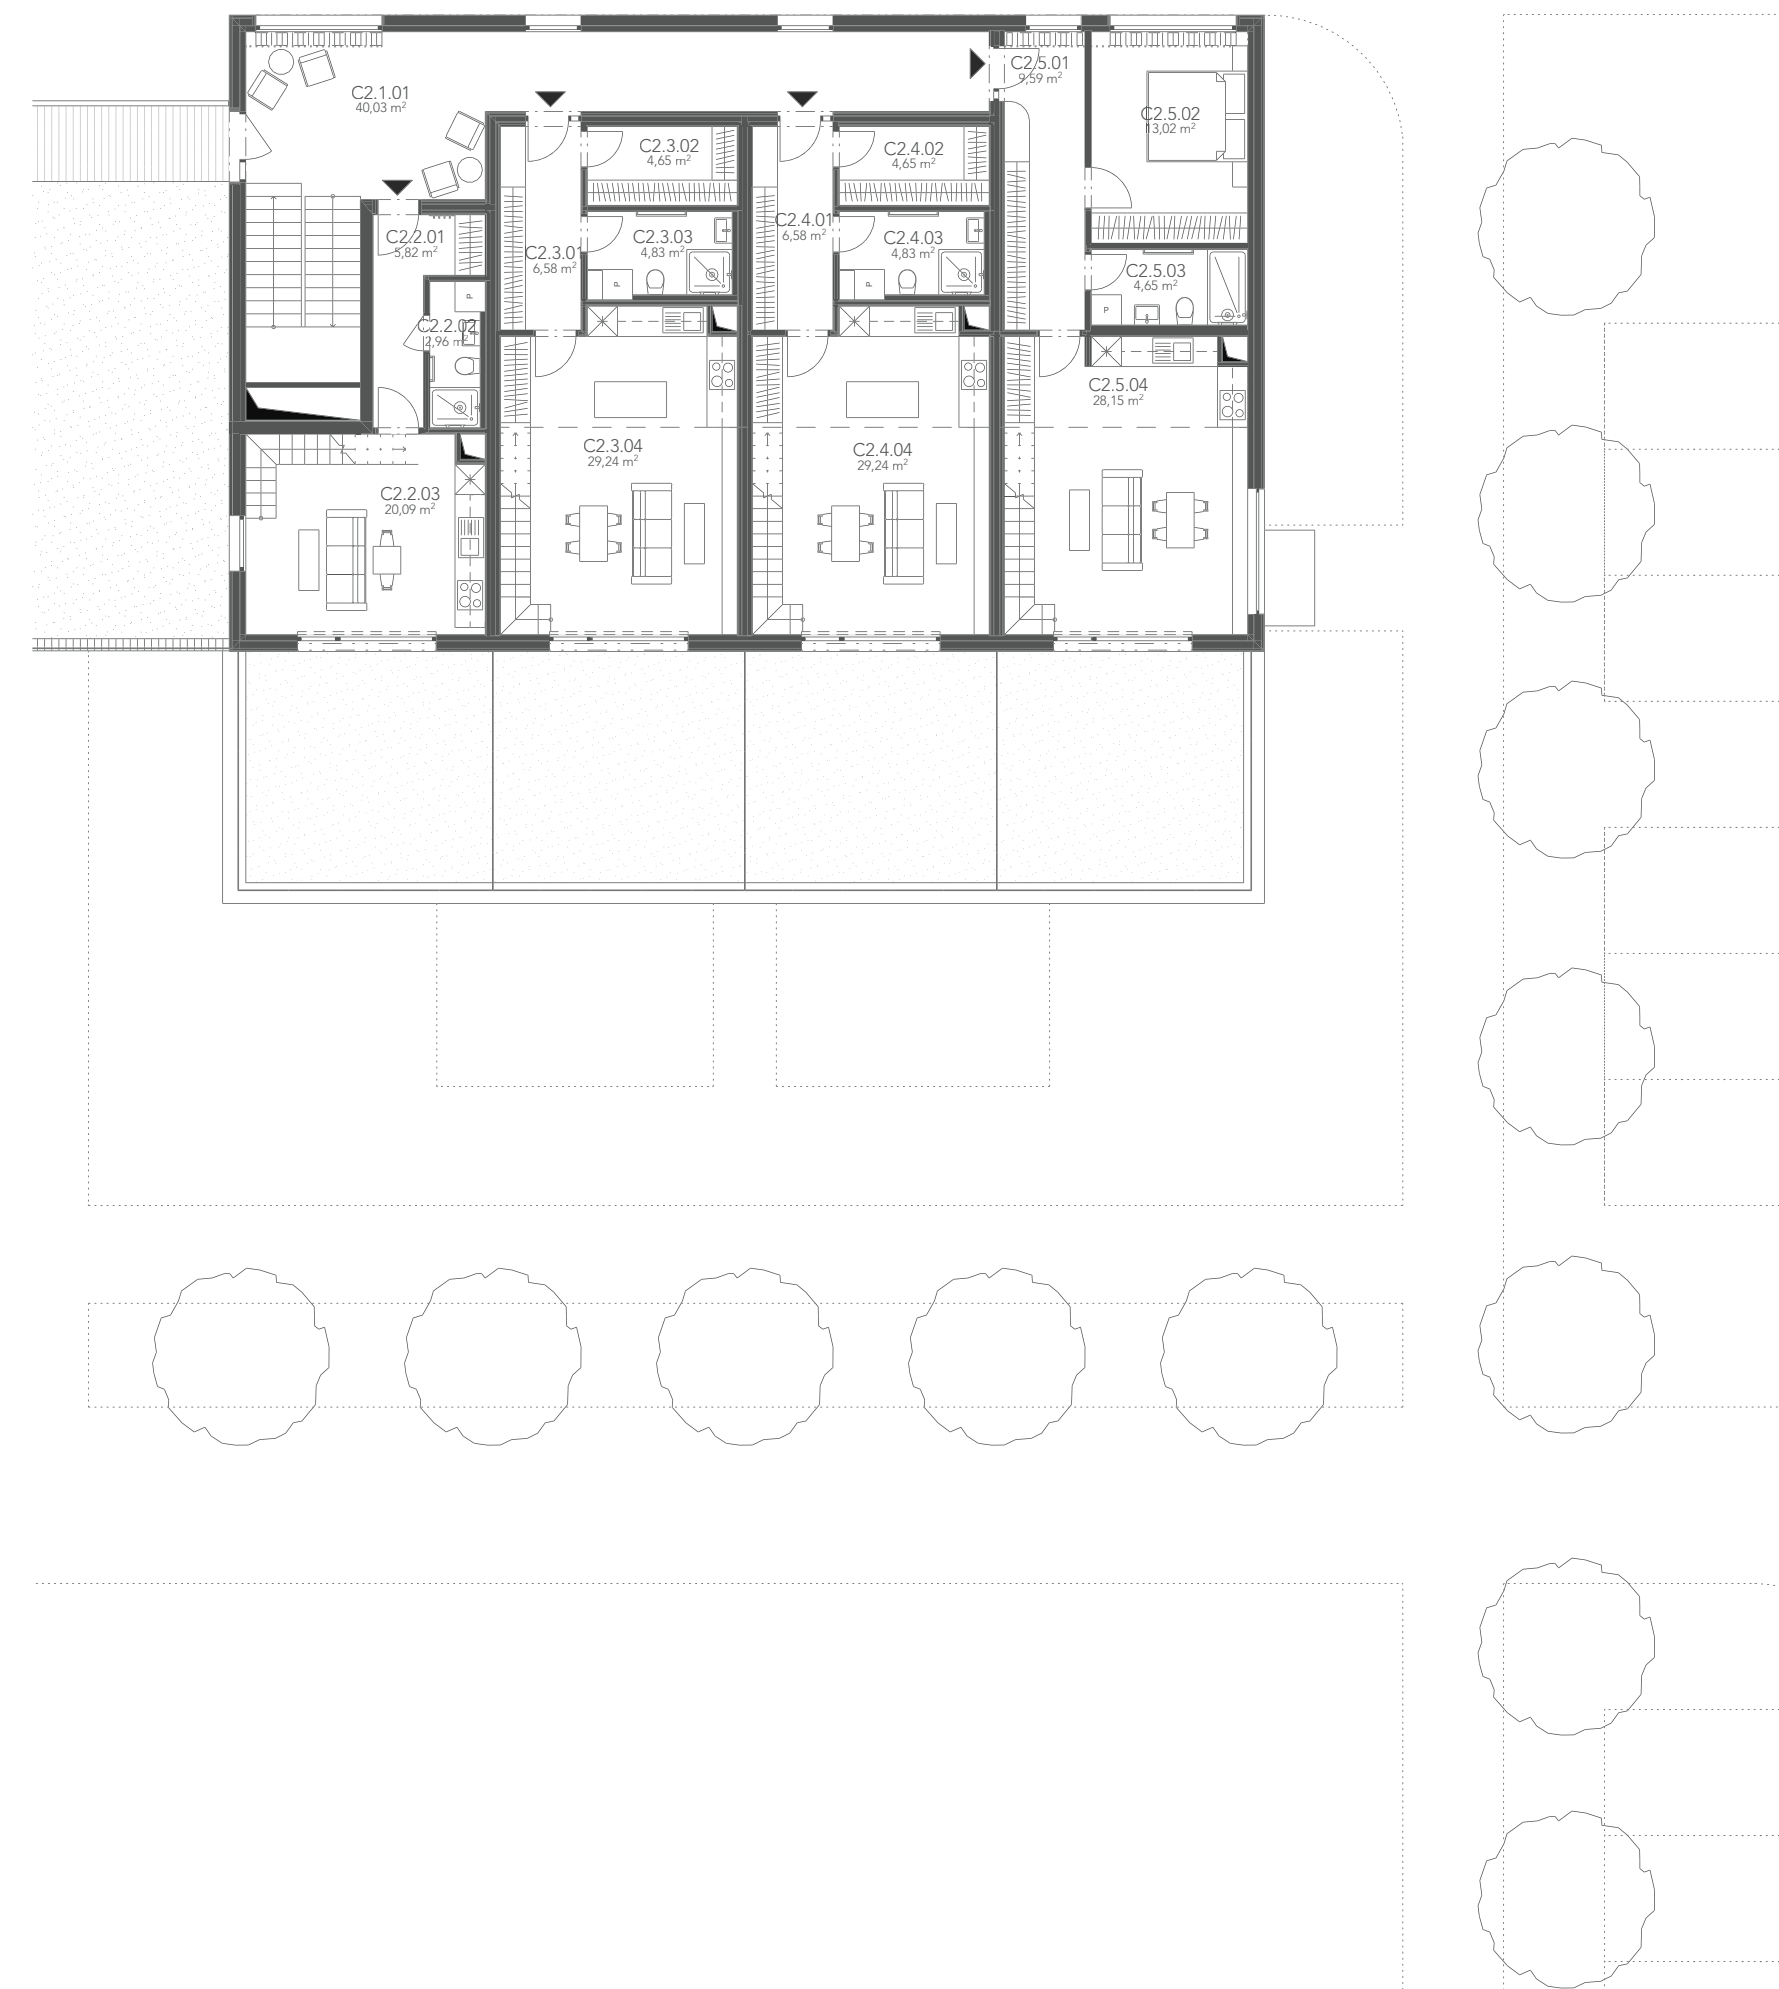 C2.1.01
40,03 m²
C2.5.01
9,59 m²
C2.5.02
13,02 m²
C2.3.02
4,65 m²
C2.4.02
4,65 m²
C2.2.01
5,82 m²
C2.3.01
6,58 m²
C2.3.03
4,83 m²
C2.4.01
6,58 m²
C2.4.03
4,83 m²
C2.5.03
4,65 m²
P
P
P
P
C2.2.02
2,96 m²
C2.5.04
28,15 m²
C2.3.04
29,24 m²
C2.4.04
29,24 m²
C2.2.03
20,09 m²